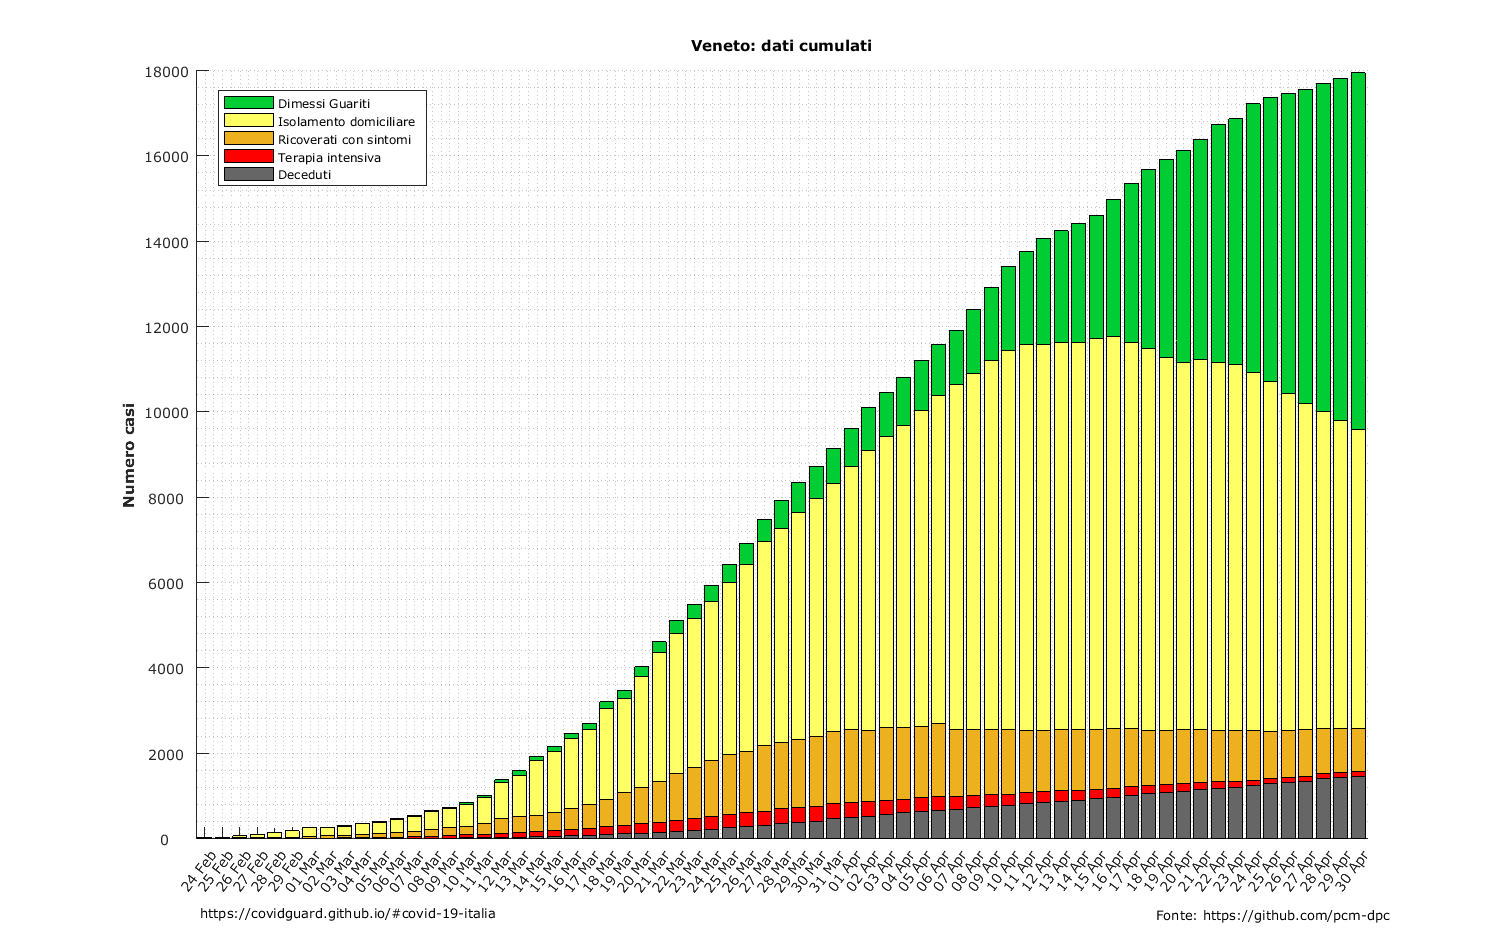 Veneto: dati cumulati
Numero casi
18000
16000
14000
12000
10000
8000
6000
4000
2000
0
Dimessi Guariti
Isolamento domiciliare
Ricoverati con sintomi
Terapia intensiva
Deceduti
24 Feb
25 Feb
26 Feb
27 Feb
28 Feb
29 Feb
01 Mar
02 Mar
03 Mar
04 Mar
05 Mar
06 Mar
07 Mar
08 Mar
09 Mar
10 Mar
11 Mar
12 Mar
13 Mar
14 Mar
15 Mar
16 Mar
17 Mar
18 Mar
19 Mar
20 Mar
21 Mar
22 Mar
23 Mar
24 Mar
25 Mar
26 Mar
27 Mar
28 Mar
29 Mar
30 Mar
31 Mar
01 Apr
02 Apr
03 Apr
04 Apr
05 Apr
06 Apr
07 Apr
08 Apr
09 Apr
10 Apr
11 Apr
12 Apr
13 Apr
14 Apr
15 Apr
16 Apr
17 Apr
18 Apr
19 Apr
20 Apr
21 Apr
22 Apr
23 Apr
24 Apr
25 Apr
26 Apr
27 Apr
28 Apr
29 Apr
30 Apr
https://covidguard.github.io/#covid-19-italia
Fonte: https://github.com/pcm-dpc